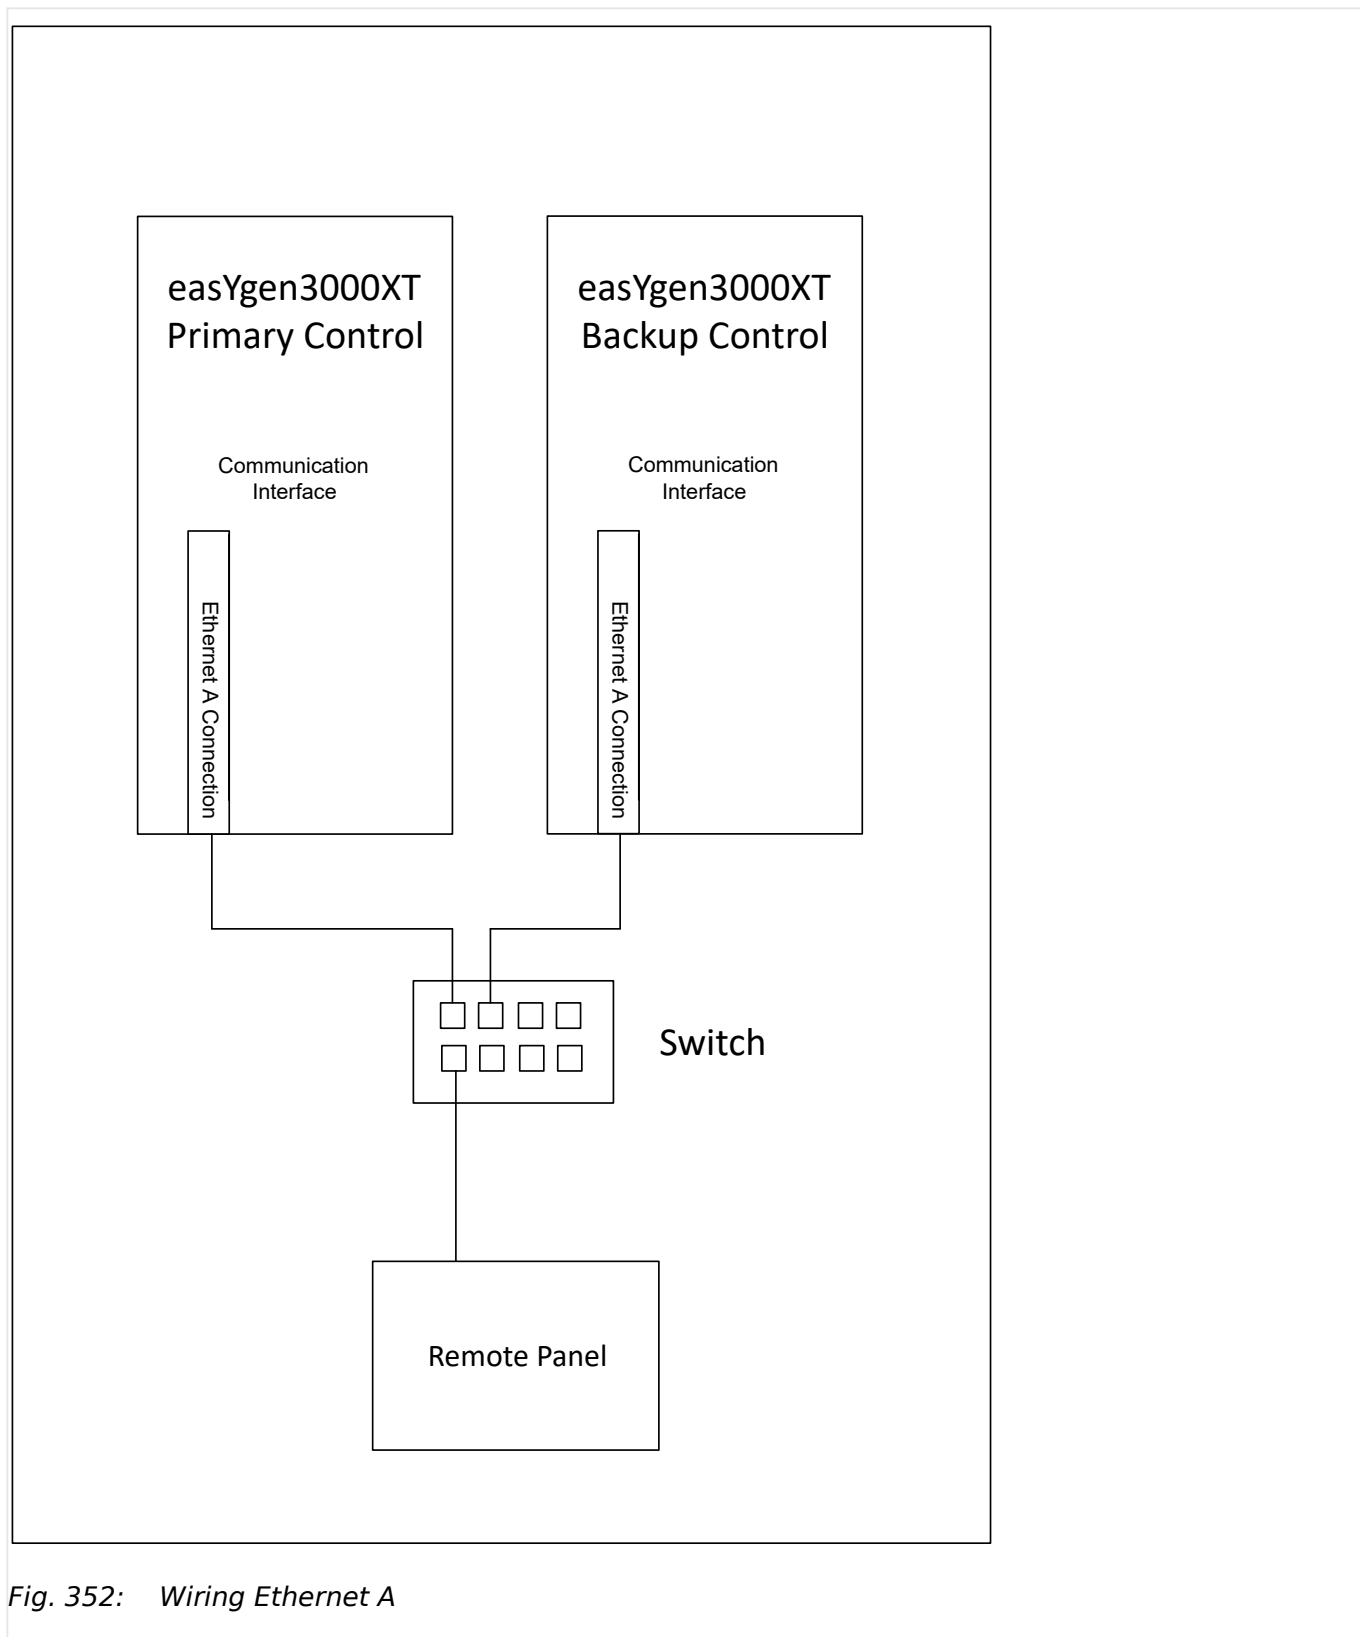 easYgen3000XT
Primary Control
Communication
Interface
Ethernet A Connection
easYgen3000XT
Backup Control
Communication
Interface
Ethernet A Connection
Switch
Remote Panel
Fig. 352: Wiring Ethernet A